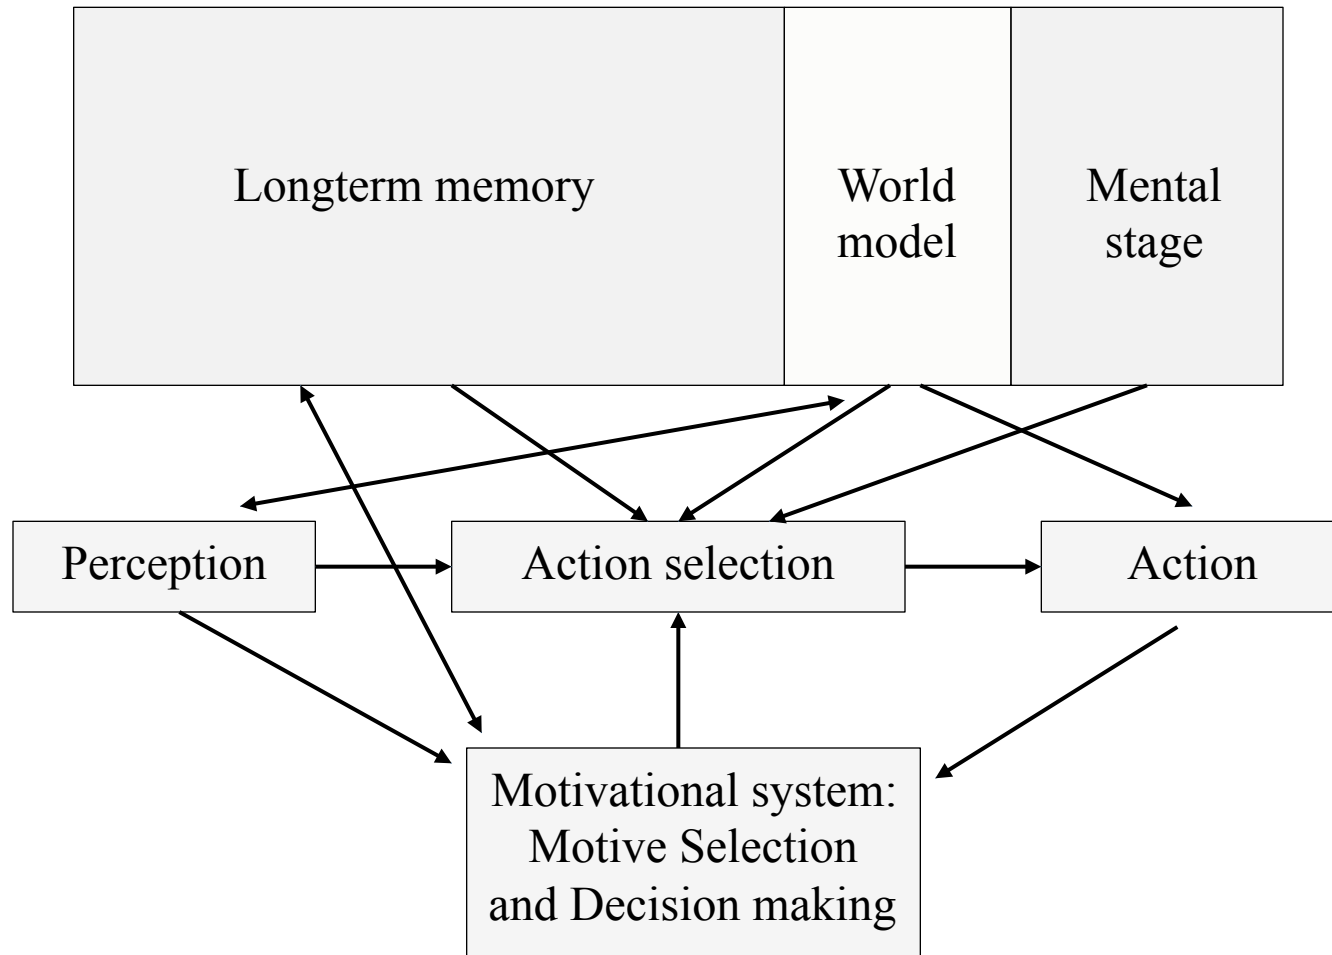 Longterm memory
World
model
Mental
stage
Perception
Action selection
Action
Motivational system:
Motive Selection
and Decision making